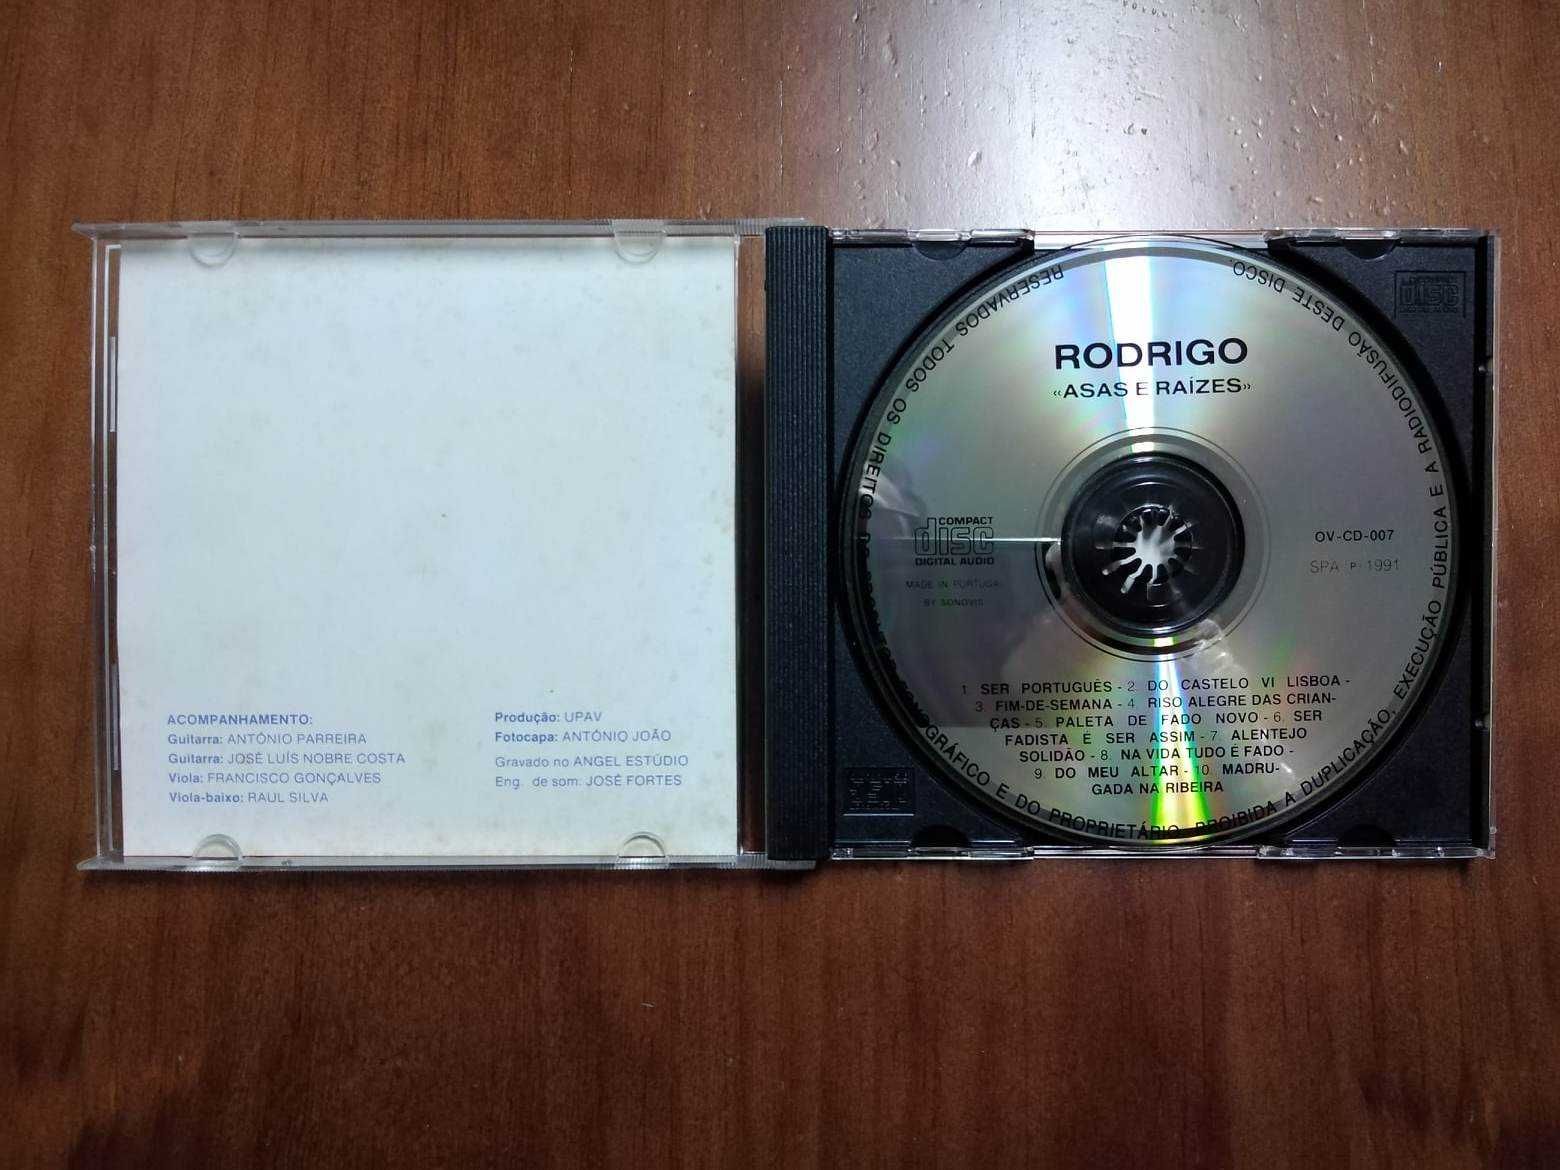 ACOMPANHAMENTO:
Guitarra: ANTÓNIO PARREIRA
Guitarra: JOSÉ LUÍS NOBRE COSTA
Viola: FRANCISCO GONÇALVES
Viola-baixo: RAUL SILVA
Produção: UPAV
Fotocapa: ANTÓNIO JOÃO
Gravado no ANGEL ESTÚDIO
Eng. de som: JOSÉ FORTES
RODRIGO
«ASAS E RAÍZES»
COMPACT
disc
DIGITAL AUDIO
MADE IN PORTUGAL
BY SONOVIS
OV-CD-007
SPA P 1991
1. SER PORTUGUÊS - 2. DO CASTELO VI LISBOA -
3. FIM-DE-SEMANA - 4. RISO ALEGRE DAS CRIAN-
ÇAS - 5. PALETA DE FADO NOVO - 6. SER
FADISTA É SER ASSIM - 7. ALENTEJO
SOLIDÃO - 8. NA VIDA TUDO É FADO -
9. DO MEU ALTAR - 10. MADRU-
GADA NA RIBEIRA
RESERVADOS TODOS OS DIREITOS FONOGRÁFICO E DO PROPRIETÁRIO. PROIBIDA A DUPLICAÇÃO, EXECUÇÃO PÚBLICA E A RADIODIFUSÃO DESTE DISCO.
disc